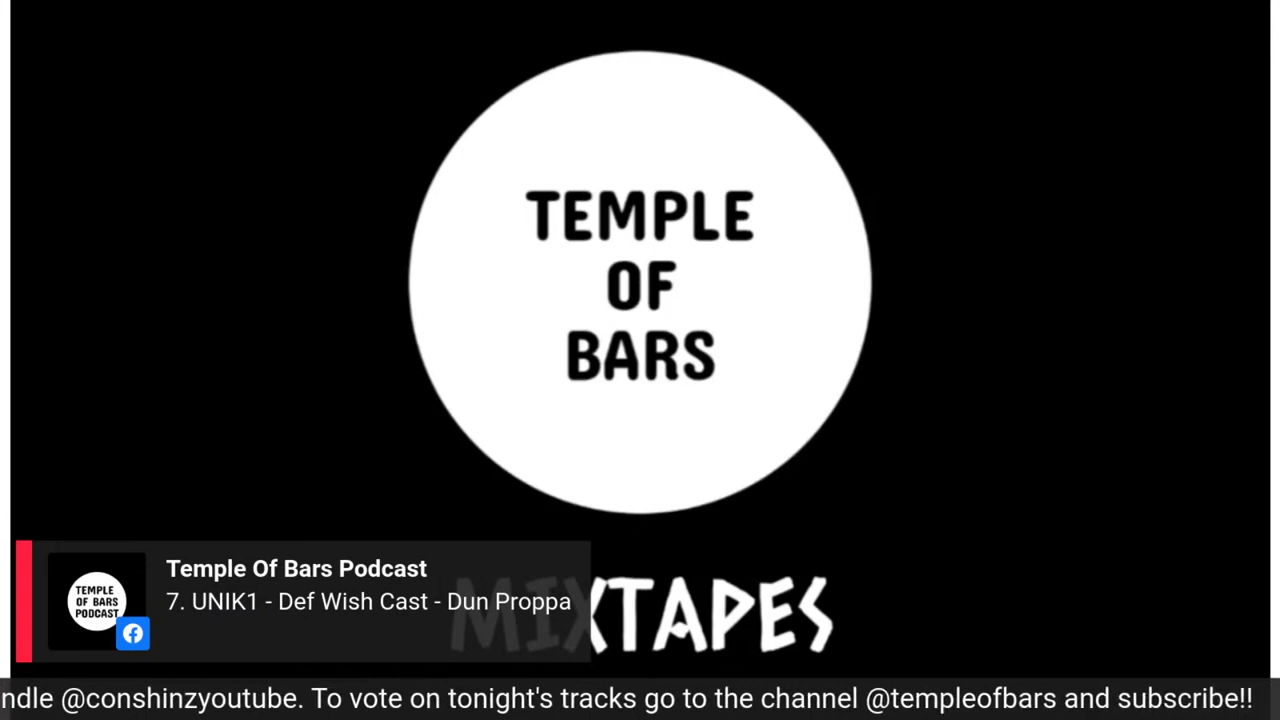 TEMPLE
OF
BARS
MIXTAPES
Temple Of Bars Podcast
7. UNIK1 - Def Wish Cast - Dun Proppa
TEMPLE
OF BARS
PODCAST
ndle @conshinzyoutube. To vote on tonight's tracks go to the channel @templeofbars and subscribe!!